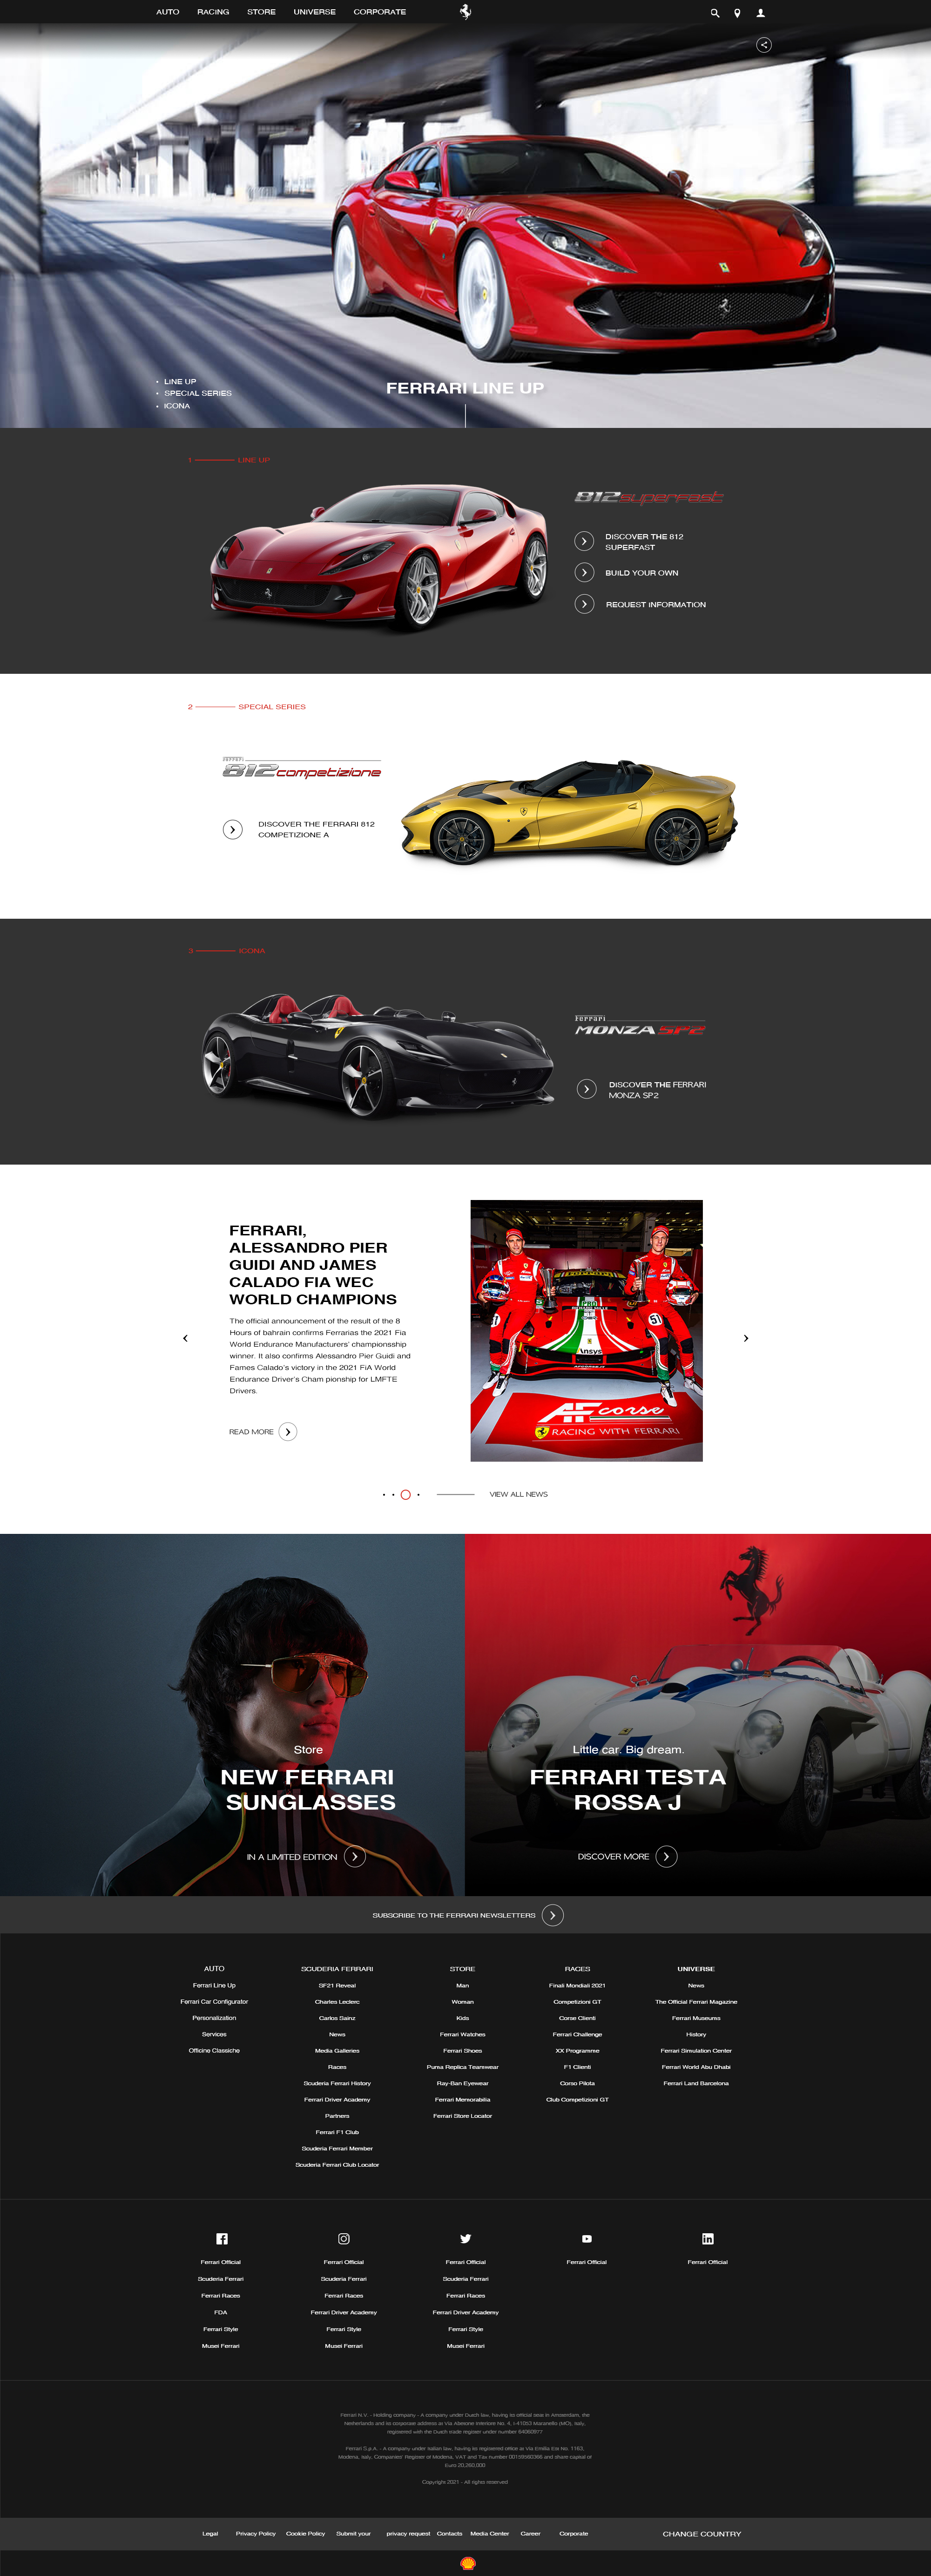 AUTO RACING STORE UNIVERSE CORPORATE
LINE UP
SPECIAL SERIES
ICONA
FERRARI LINE UP
1 LINE UP
812 superfast
DISCOVER THE 812
SUPERFAST
BUILD YOUR OWN
REQUEST INFORMATION
2 SPECIAL SERIES
Ferrari
812 competizione
DISCOVER THE FERRARI 812
COMPETIZIONE A
3 ICONA
Ferrari
MONZA SP2
DISCOVER THE FERRARI
MONZA SP2
FERRARI,
ALESSANDRO PIER
GUIDI AND JAMES
CALADO FIA WEC
WORLD CHAMPIONS
The official announcement of the result of the 8
Hours of bahrain confirms Ferrarias the 2021 Fia
World Endurance Manufacturers' championsship
winner. It also confirms Alessandro Pier Guidi and
Fames Calado's victory in the 2021 FiA World
Endurance Driver's Cham pionship for LMFTE
Drivers.
READ MORE
51
51
Ansys
AF corse
RACING WITH FERRARI
VIEW ALL NEWS
Store
NEW FERRARI
SUNGLASSES
IN A LIMITED EDITION
Little car. Big dream.
FERRARI TESTA
ROSSA J
DISCOVER MORE
SUBSCRIBE TO THE FERRARI NEWSLETTERS
AUTO
Ferrari Line Up
Ferrari Car Configurator
Personalization
Services
Officine Classiche
SCUDERIA FERRARI
SF21 Reveal
Charles Leclerc
Carlos Sainz
News
Media Galleries
Races
Scuderia Ferrari History
Ferrari Driver Academy
Partners
Ferrari F1 Club
Scuderia Ferrari Member
Scuderia Ferrari Club Locator
STORE
Man
Woman
Kids
Ferrari Watches
Ferrari Shoes
Puma Replica Teamwear
Ray-Ban Eyewear
Ferrari Memorabilia
Ferrari Store Locator
RACES
Finali Mondiali 2021
Competizioni GT
Corse Clienti
Ferrari Challenge
XX Programme
F1 Clienti
Corso Pilota
Club Competizioni GT
UNIVERSE
News
The Official Ferrari Magazine
Ferrari Museums
History
Ferrari Simulation Center
Ferrari World Abu Dhabi
Ferrari Land Barcelona
Ferrari Official
Scuderia Ferrari
Ferrari Races
FDA
Ferrari Style
Musei Ferrari
Ferrari Official
Scuderia Ferrari
Ferrari Races
Ferrari Driver Academy
Ferrari Style
Musei Ferrari
Ferrari Official
Scuderia Ferrari
Ferrari Races
Ferrari Driver Academy
Ferrari Style
Musei Ferrari
Ferrari Official
Ferrari Official
Ferrari N.V. - Holding company - A company under Dutch law, having its official seat in Amsterdam, the
Netherlands and its corporate address at Via Abetone Inferiore No. 4, I-41053 Maranello (MO), Italy,
registered with the Dutch trade register under number 64060977
Ferrari S.p.A. - A company under Italian law, having its registered office at Via Emilia Est No. 1163,
Modena, Italy, Companies' Register of Modena, VAT and Tax number 00159560366 and share capital of
Euro 20,260,000
Copyright 2021 - All rights reserved
Legal Privacy Policy Cookie Policy Submit your privacy request Contacts Media Center Career Corporate CHANGE COUNTRY